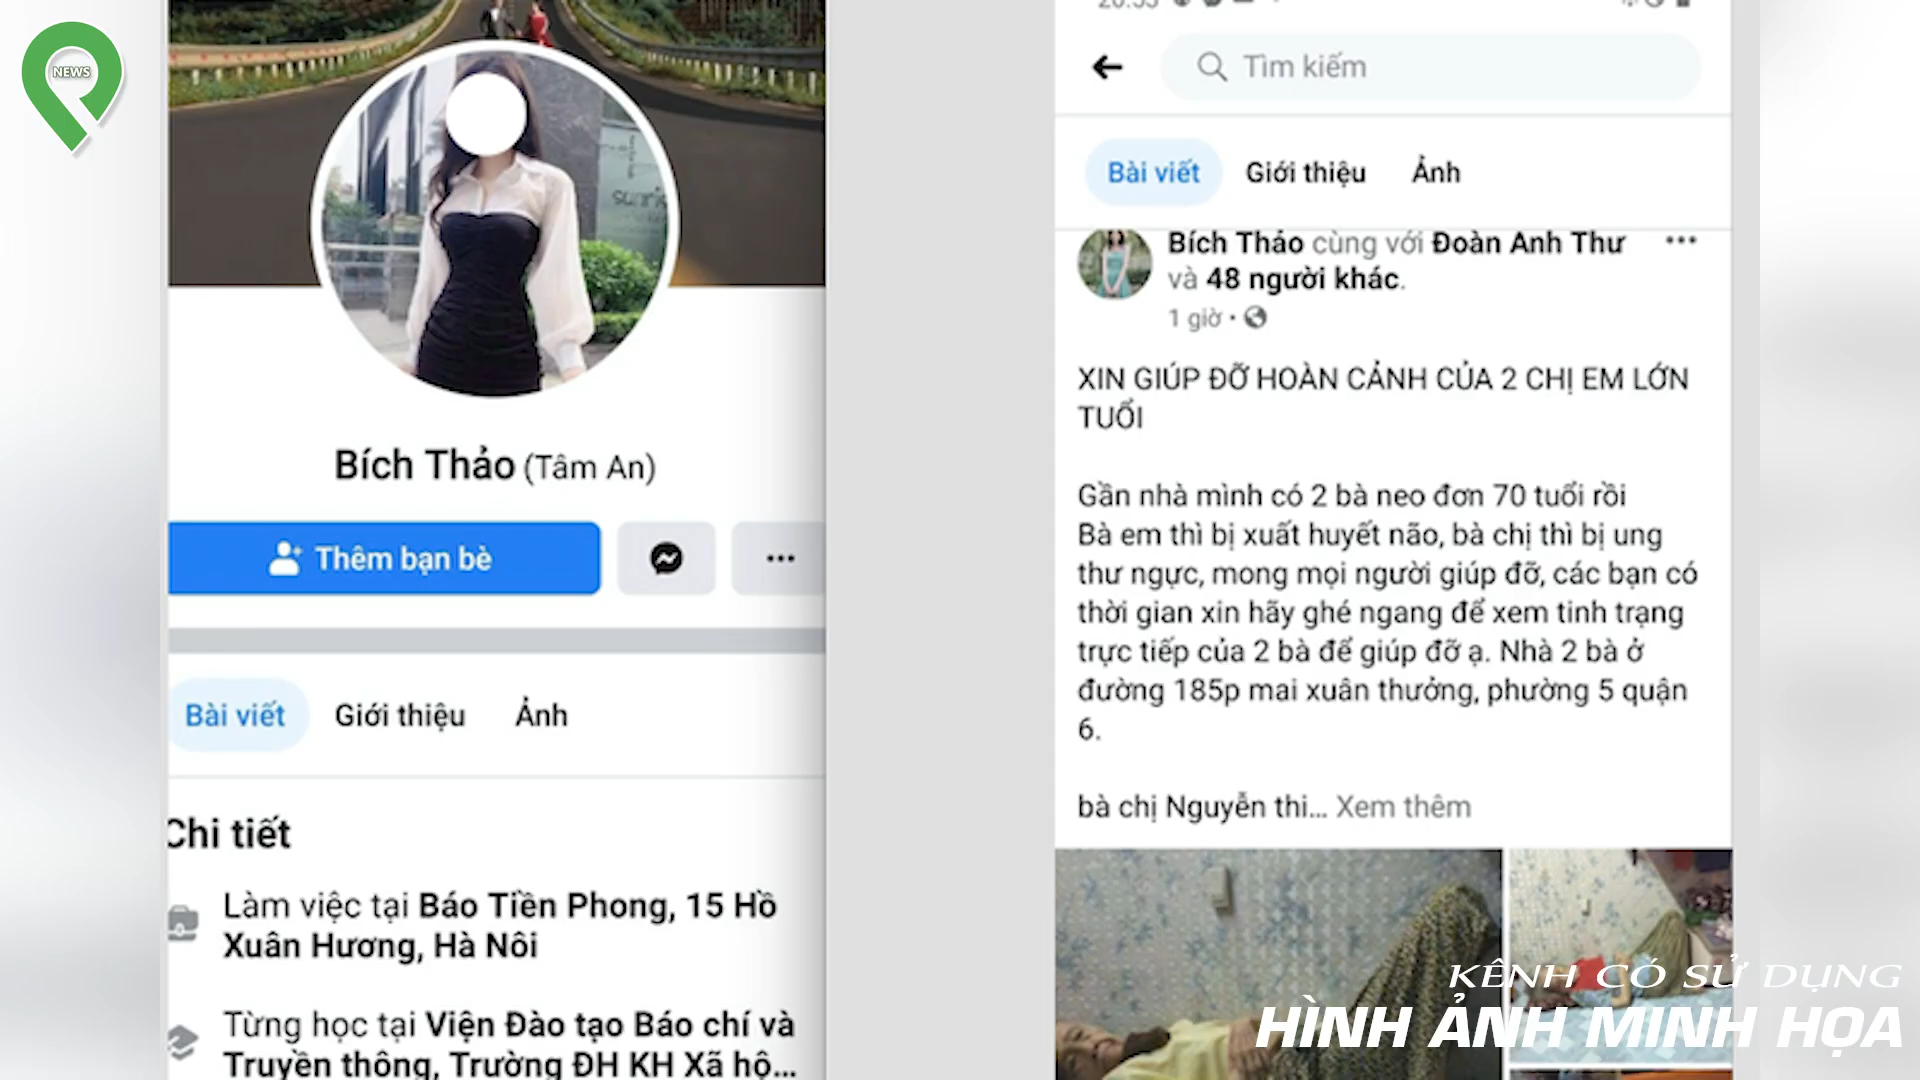 NEWS
Bích Thảo (Tâm An)
Thêm bạn bè
Bài viết Giới thiệu Ảnh
Chi tiết
Làm việc tại Báo Tiền Phong, 15 Hồ
Xuân Hương, Hà Nôi
Từng học tại Viện Đào tạo Báo chí và
Truyền thông, Trường ĐH KH Xã hộ...
Tìm kiếm
Bài viết Giới thiệu Ảnh
Bích Thảo cùng với Đoàn Anh Thư
và 48 người khác.
1 giờ
XIN GIÚP ĐỠ HOÀN CẢNH CỦA 2 CHỊ EM LỚN
TUỔI
Gần nhà mình có 2 bà neo đơn 70 tuổi rồi
Bà em thì bị xuất huyết não, bà chị thì bị ung
thư ngực, mong mọi người giúp đỡ, các bạn có
thời gian xin hãy ghé ngang để xem tinh trạng
trực tiếp của 2 bà để giúp đỡ ạ. Nhà 2 bà ở
đường 185p mai xuân thưởng, phường 5 quận
6.
bà chị Nguyễn thi... Xem thêm
KÊNH CÓ SỬ DỤNG
HÌNH ẢNH MINH HỌA